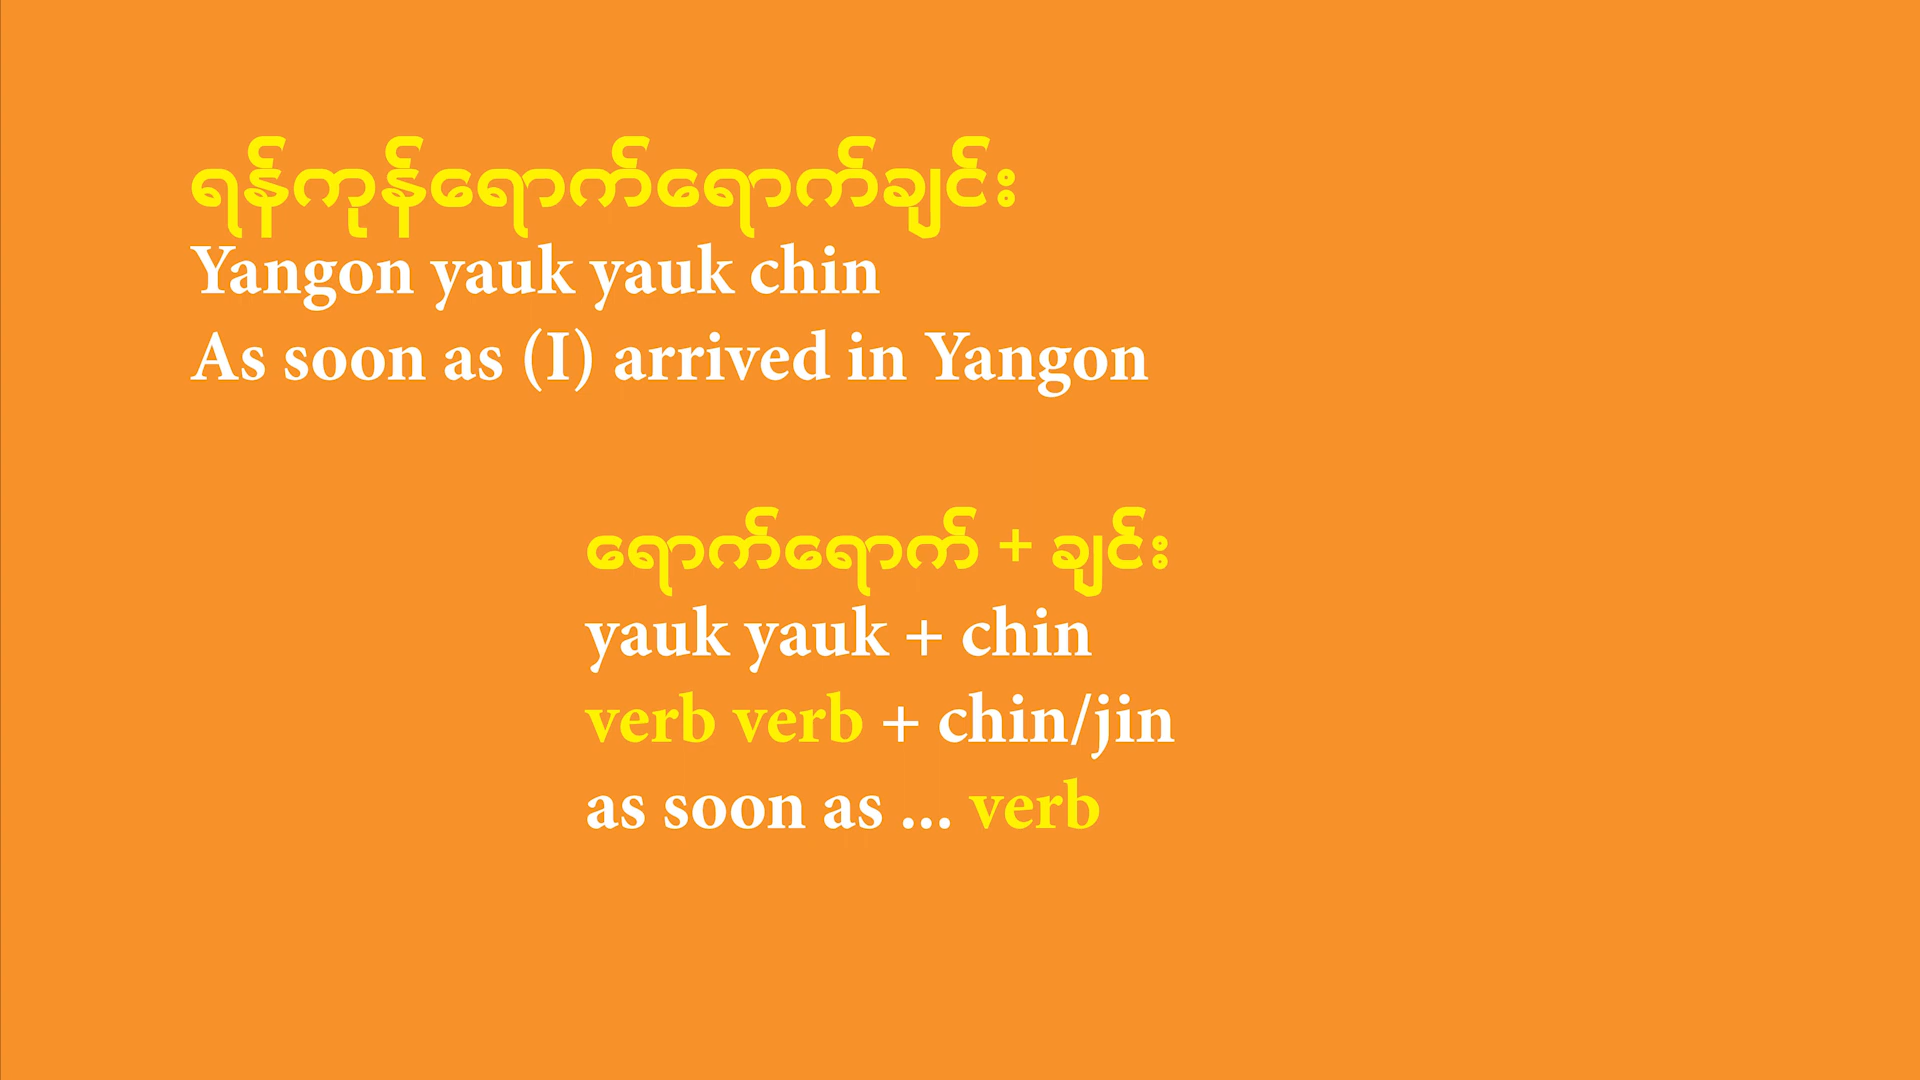 ရန်ကုန်ရောက်ရောက်ချင်း
Yangon yauk yauk chin
As soon as (I) arrived in Yangon
ရောက်ရောက် + ချင်း
yauk yauk + chin
verb verb + chin/jin
as soon as ... verb